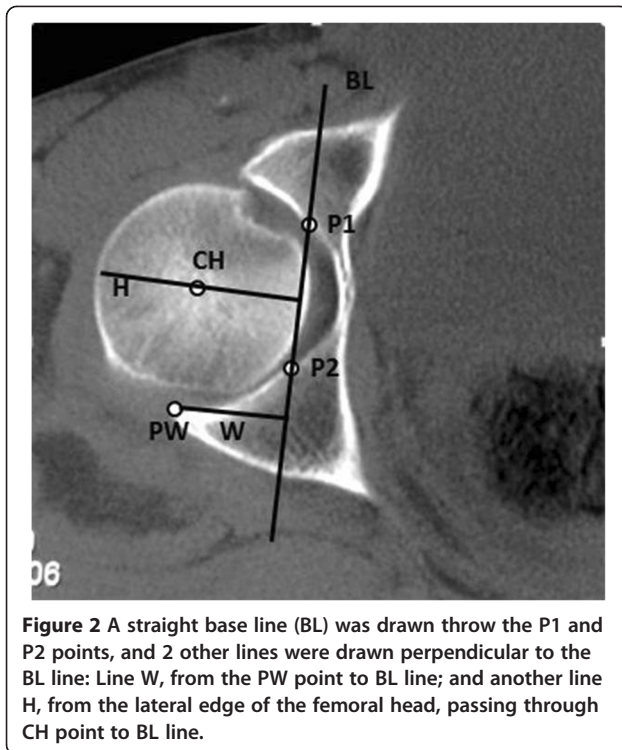 BL
P1
CH
H
P2
PW
W
06
Figure 2 A straight base line (BL) was drawn throw the P1 and
P2 points, and 2 other lines were drawn perpendicular to the
BL line: Line W, from the PW point to BL line; and another line
H, from the lateral edge of the femoral head, passing through
CH point to BL line.